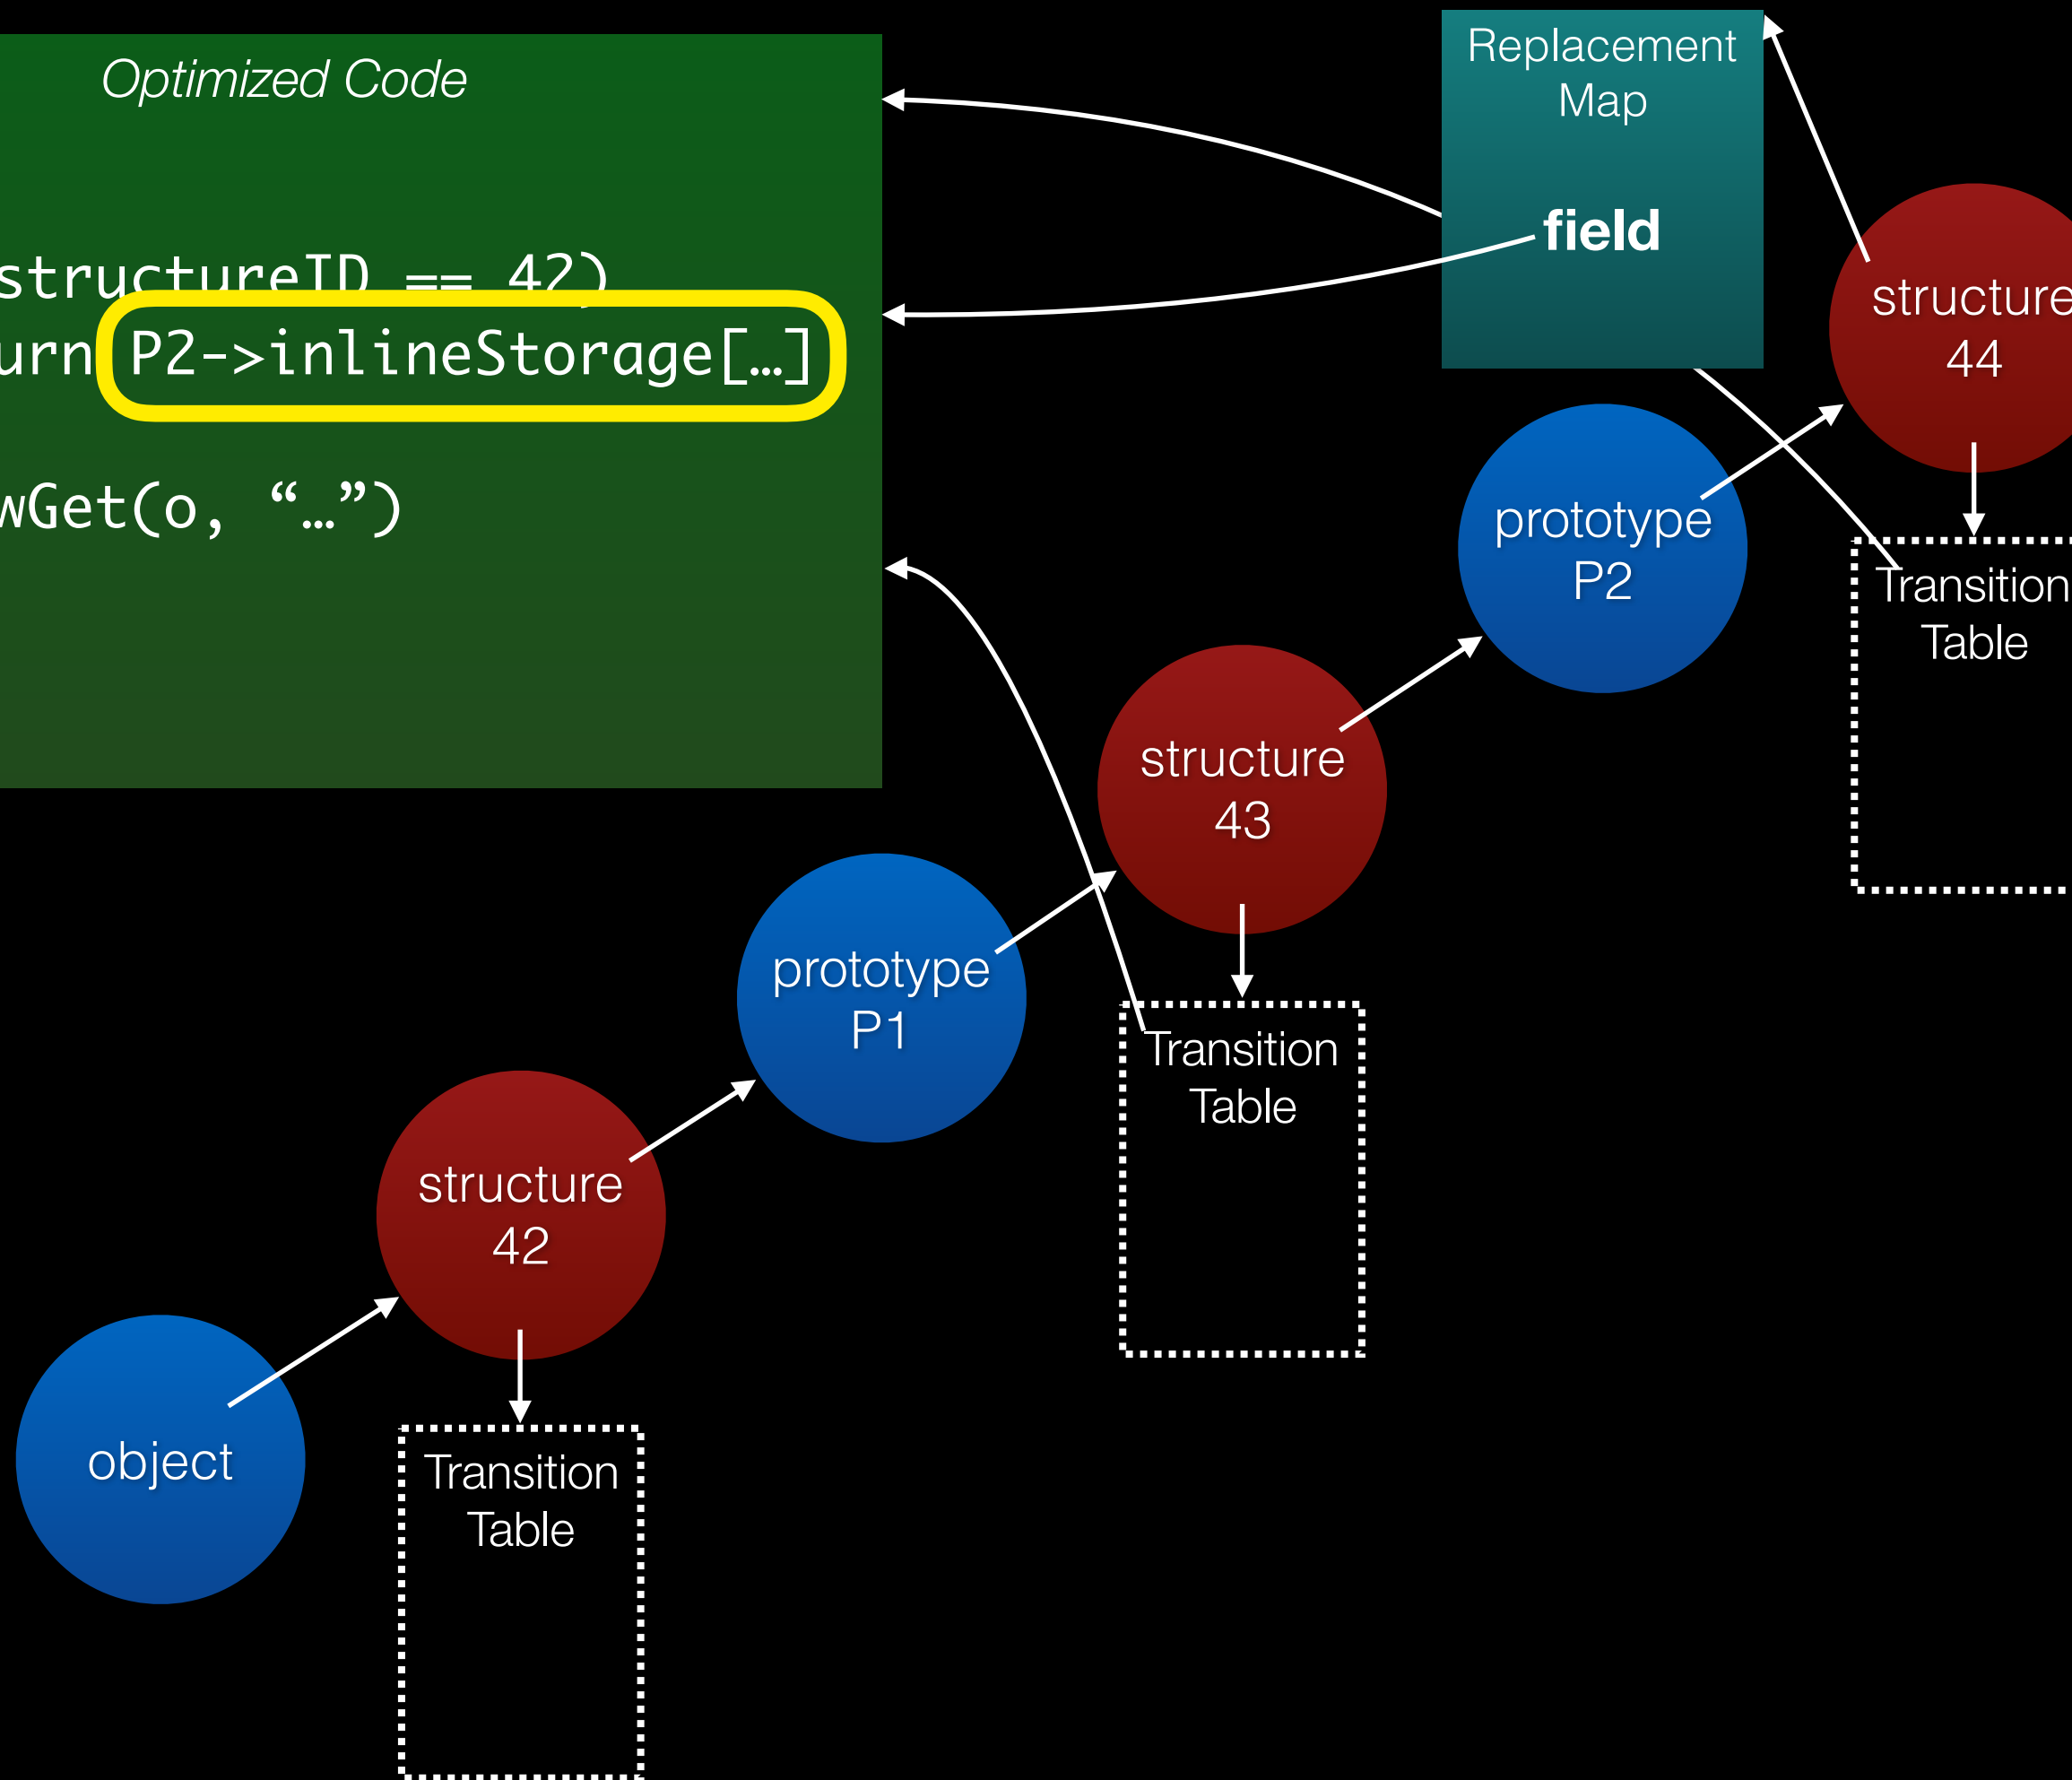 Optimized Code
structureID == 42)
urn P2->inlineStorage[…]
wGet(o, “…”)
Replacement
Map
field
structure
44
prototype
P2
Transition
Table
structure
43
prototype
P1
Transition
Table
structure
42
object
Transition
Table